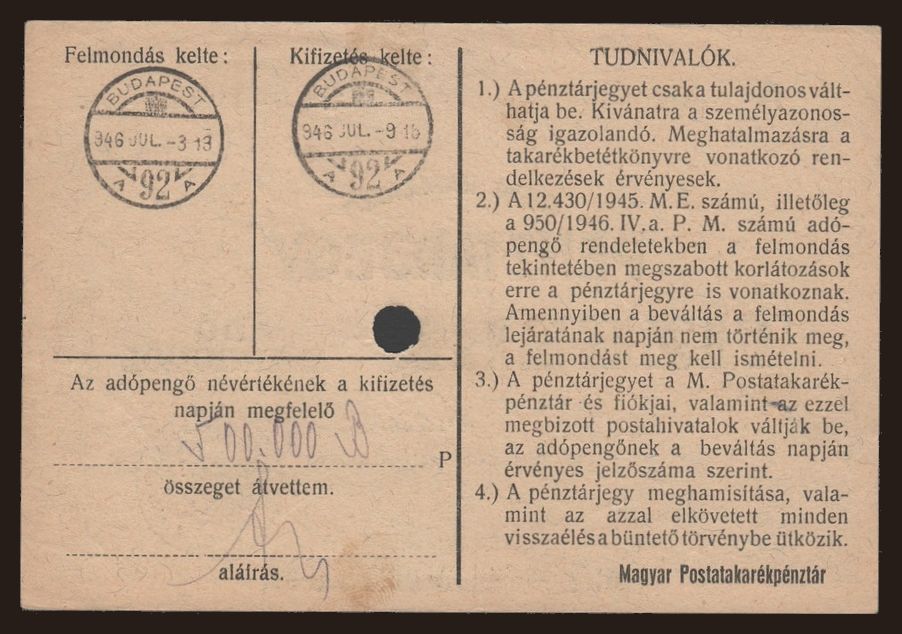 Felmondás kelte:
BUDAPEST
946 JUL. -3 13
A 92 A
Kifizetés kelte:
BUDAPEST
946 JUL. -9 15
A 92 A
Az adópengő névértékének a kifizetés
napján megfelelő
500.000 B
P
összeget átvettem.
aláírás.
TUDNIVALÓK.
1.) A pénztárjegyet csak a tulajdonos vált-
hatja be. Kívánatra a személyazonos-
ság igazolandó. Meghatalmazásra a
takarékbetétkönyvre vonatkozó ren-
delkezések érvényesek.
2.) A 12.430/1945. M. E. számú, illetőleg
a 950/1946. IV. a. P. M. számú adó-
pengő rendeletekben a felmondás
tekintetében megszabott korlátozások
erre a pénztárjegyre is vonatkoznak.
Amennyiben a beváltás a felmondás
lejáratának napján nem történik meg,
a felmondást meg kell ismételni.
3.) A pénztárjegyet a M. Postatakarék-
pénztár és fiókjai, valamint az ezzel
megbizott postahivatalok váltják be,
az adópengőnek a beváltás napján
érvényes jelzőszáma szerint.
4.) A pénztárjegy meghamisítása, vala-
mint az azzal elkövetett minden
visszaélés a büntető törvénybe ütközik.
Magyar Postatakarékpénztár